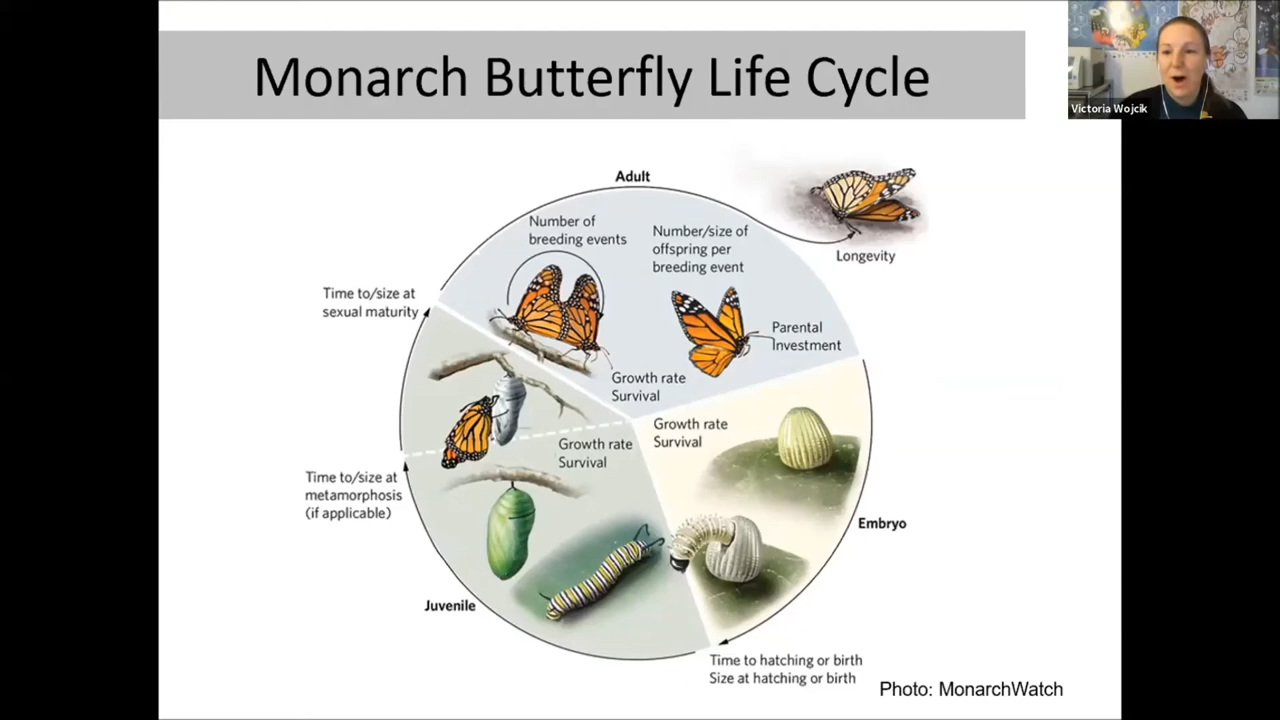 Monarch Butterfly Life Cycle
Victoria Wojcik
Adult
Number of
breeding events
Number/size of
offspring per
breeding event
Longevity
Time to/size at
sexual maturity
Parental
Investment
Growth rate
Survival
Growth rate
Survival
Growth rate
Survival
Time to/size at
metamorphosis
(if applicable)
Embryo
Juvenile
Time to hatching or birth
Size at hatching or birth
Photo: MonarchWatch